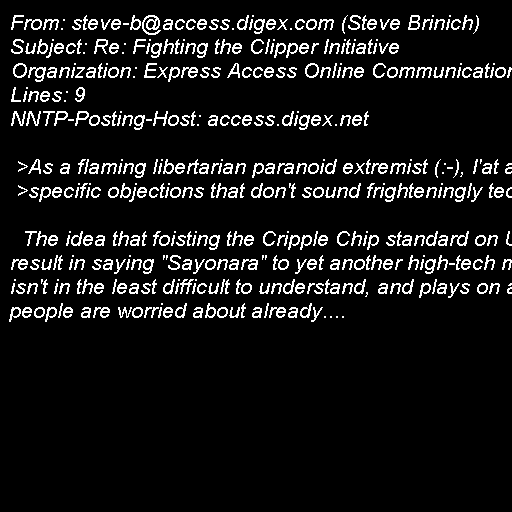 From: steve-b@access.digex.com (Steve Brinich)
Subject: Re: Fighting the Clipper Initiative
Organization: Express Access Online Communication
Lines: 9
NNTP-Posting-Host: access.digex.net
>As a flaming libertarian paranoid extremist (:-), I'at a
>specific objections that don't sound frighteningly tec
The idea that foisting the Cripple Chip standard on U
result in saying "Sayonara" to yet another high-tech m
isn't in the least difficult to understand, and plays on a
people are worried about already....